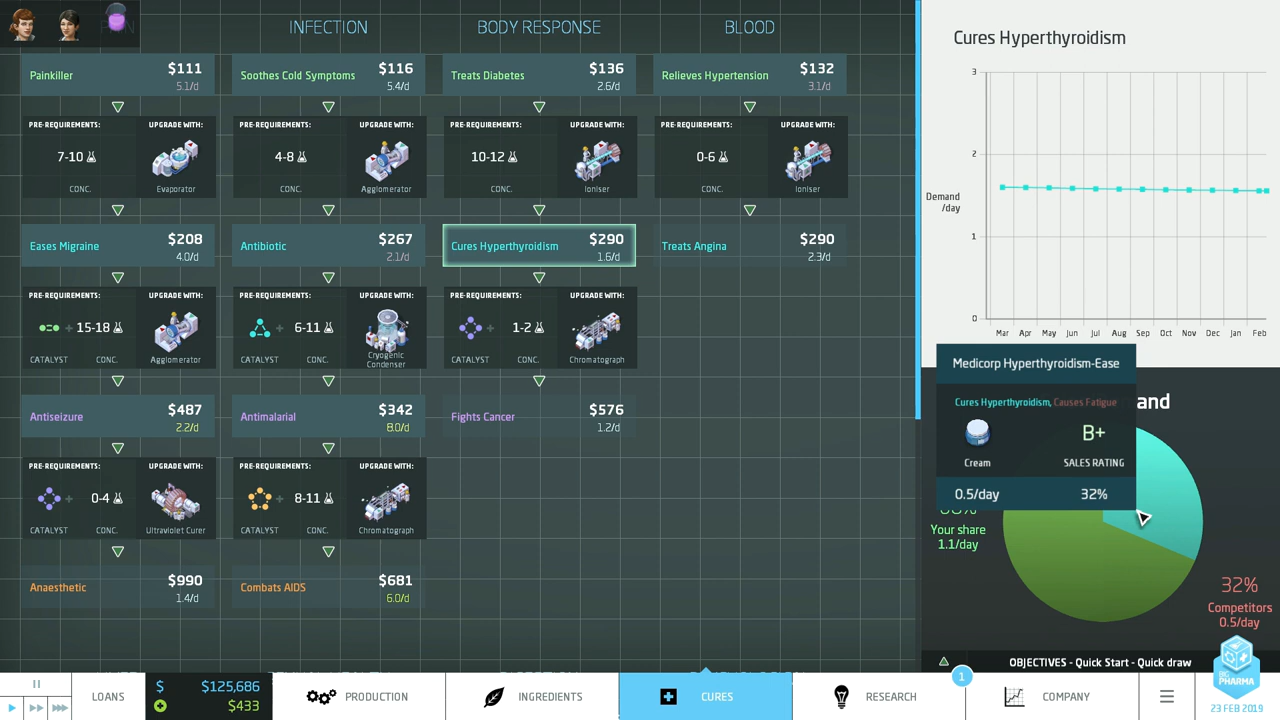 INFECTION
BODY RESPONSE
BLOOD
Painkiller $111 5.1/d
Soothes Cold Symptoms $116 5.4/d
Treats Diabetes $136 2.6/d
Relieves Hypertension $132 3.1/d
PRE-REQUIREMENTS: UPGRADE WITH:
7-10
CONC. Evaporator
PRE-REQUIREMENTS: UPGRADE WITH:
4-8
CONC. Agglomerator
PRE-REQUIREMENTS: UPGRADE WITH:
10-12
CONC. Ioniser
PRE-REQUIREMENTS: UPGRADE WITH:
0-6
CONC. Ioniser
Eases Migraine $208 4.0/d
Antibiotic $267 2.1/d
Cures Hyperthyroidism $290 1.6/d
Treats Angina $290 2.3/d
PRE-REQUIREMENTS: UPGRADE WITH:
+ 15-18
CATALYST CONC. Agglomerator
PRE-REQUIREMENTS: UPGRADE WITH:
+ 6-11
CATALYST CONC. Cryogenic Condenser
PRE-REQUIREMENTS: UPGRADE WITH:
+ 1-2
CATALYST CONC. Chromatograph
Antiseizure $487 2.2/d
Antimalarial $342 8.0/d
Fights Cancer $576 1.2/d
PRE-REQUIREMENTS: UPGRADE WITH:
+ 0-4
CATALYST CONC. Ultraviolet Curer
PRE-REQUIREMENTS: UPGRADE WITH:
+ 8-11
CATALYST CONC. Chromatograph
Anaesthetic $990 1.4/d
Combats AIDS $681 6.0/d
Cures Hyperthyroidism
3
2
Demand
/day
1
0
Mar Apr May Jun Jul Aug Sep Oct Nov Dec Jan Feb
Medicorp Hyperthyroidism-Ease
Cures Hyperthyroidism, Causes Fatigue
B+
Cream SALES RATING
0.5/day 32%
Your share
1.1/day
32%
Competitors
0.5/day
OBJECTIVES - Quick Start - Quick draw
LOANS
$ $125,686
$433
PRODUCTION
INGREDIENTS
CURES
1
RESEARCH
COMPANY
BIG PHARMA
23 FEB 2019